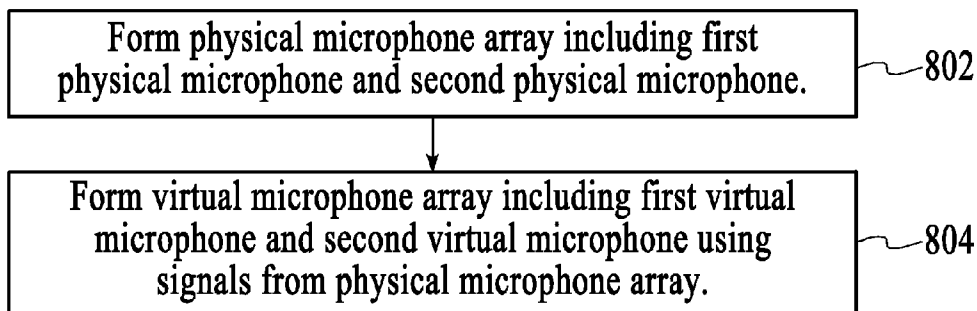 Form physical microphone array including first
physical microphone and second physical microphone.
802
Form virtual microphone array including first virtual
microphone and second virtual microphone using
signals from physical microphone array.
804